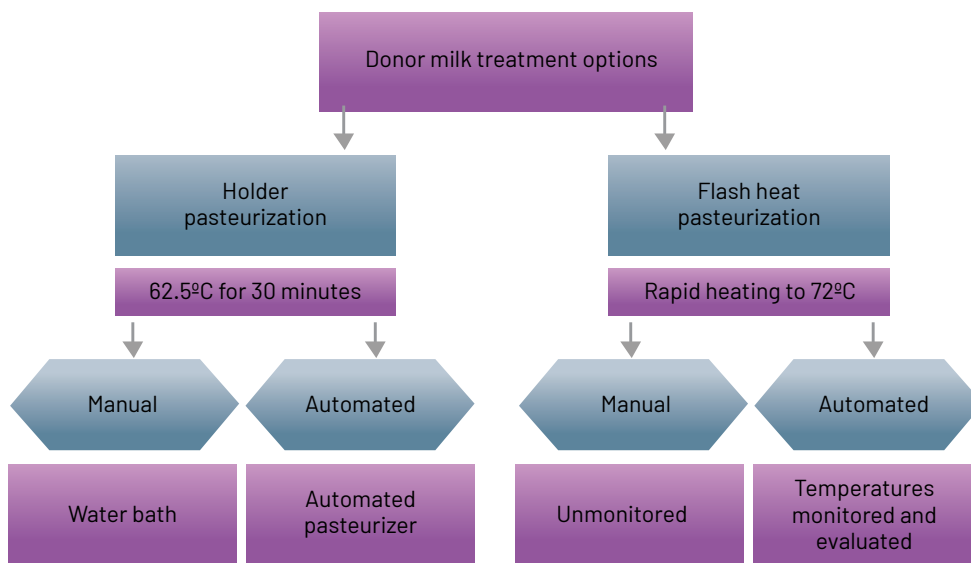 Donor milk treatment options
Holder
pasteurization
Flash heat
pasteurization
62.5ºC for 30 minutes
Rapid heating to 72ºC
Manual
Automated
Manual
Automated
Water bath
Automated
pasteurizer
Unmonitored
Temperatures
monitored and
evaluated